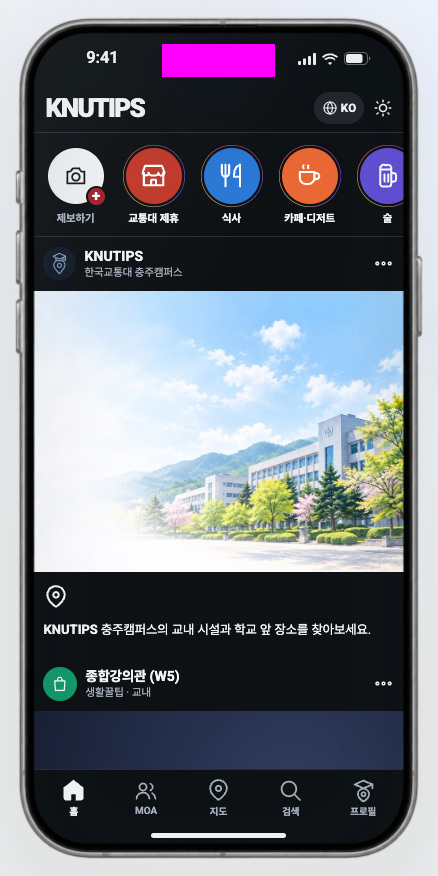 9:41
KNUTIPS
KO
제보하기
교통대 제휴
식사
카페·디저트
술
KNUTIPS
한국교통대 충주캠퍼스
KNUTIPS 충주캠퍼스의 교내 시설과 학교 앞 장소를 찾아보세요.
종합강의관 (W5)
생활꿀팁 · 교내
홈
MOA
지도
검색
프로필